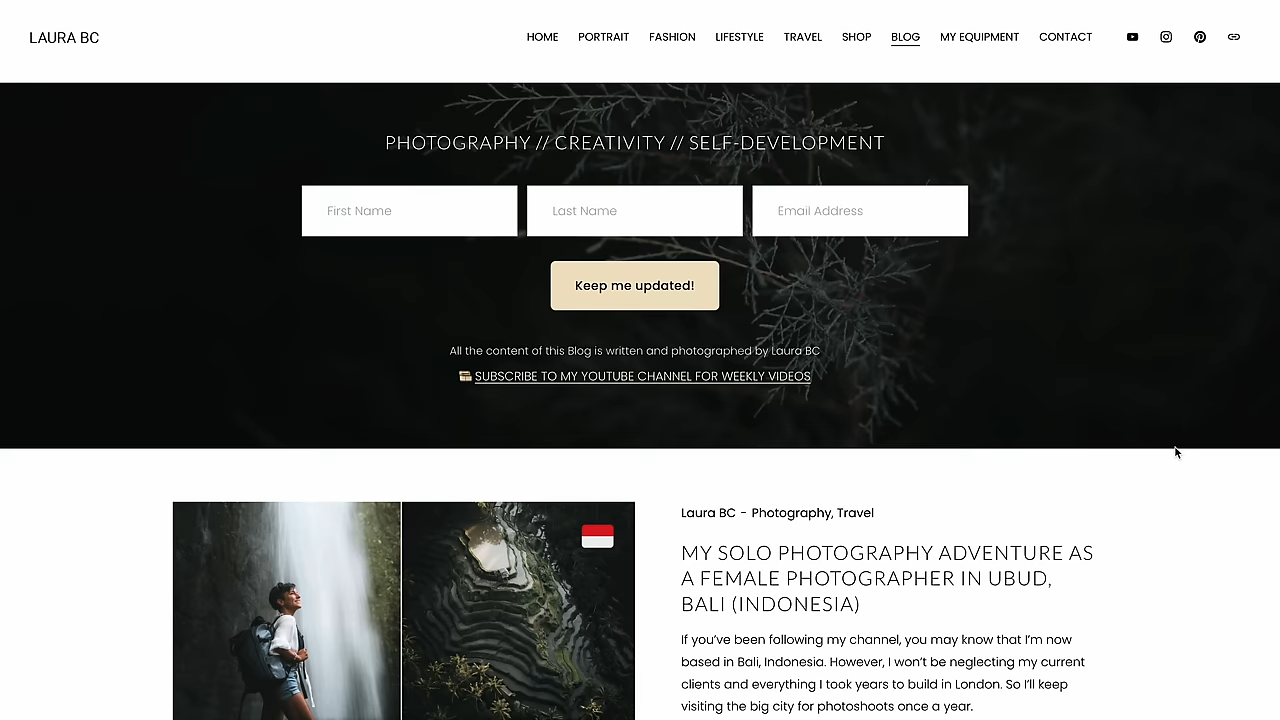 LAURA BC
HOME PORTRAIT FASHION LIFESTYLE TRAVEL SHOP BLOG MY EQUIPMENT CONTACT
PHOTOGRAPHY // CREATIVITY // SELF-DEVELOPMENT
First Name Last Name Email Address
Keep me updated!
All the content of this Blog is written and photographed by Laura BC
SUBSCRIBE TO MY YOUTUBE CHANNEL FOR WEEKLY VIDEOS
Laura BC - Photography, Travel
MY SOLO PHOTOGRAPHY ADVENTURE AS
A FEMALE PHOTOGRAPHER IN UBUD,
BALI (INDONESIA)
If you’ve been following my channel, you may know that I’m now
based in Bali, Indonesia. However, I won’t be neglecting my current
clients and everything I took years to build in London. So I’ll keep
visiting the big city for photoshoots once a year.